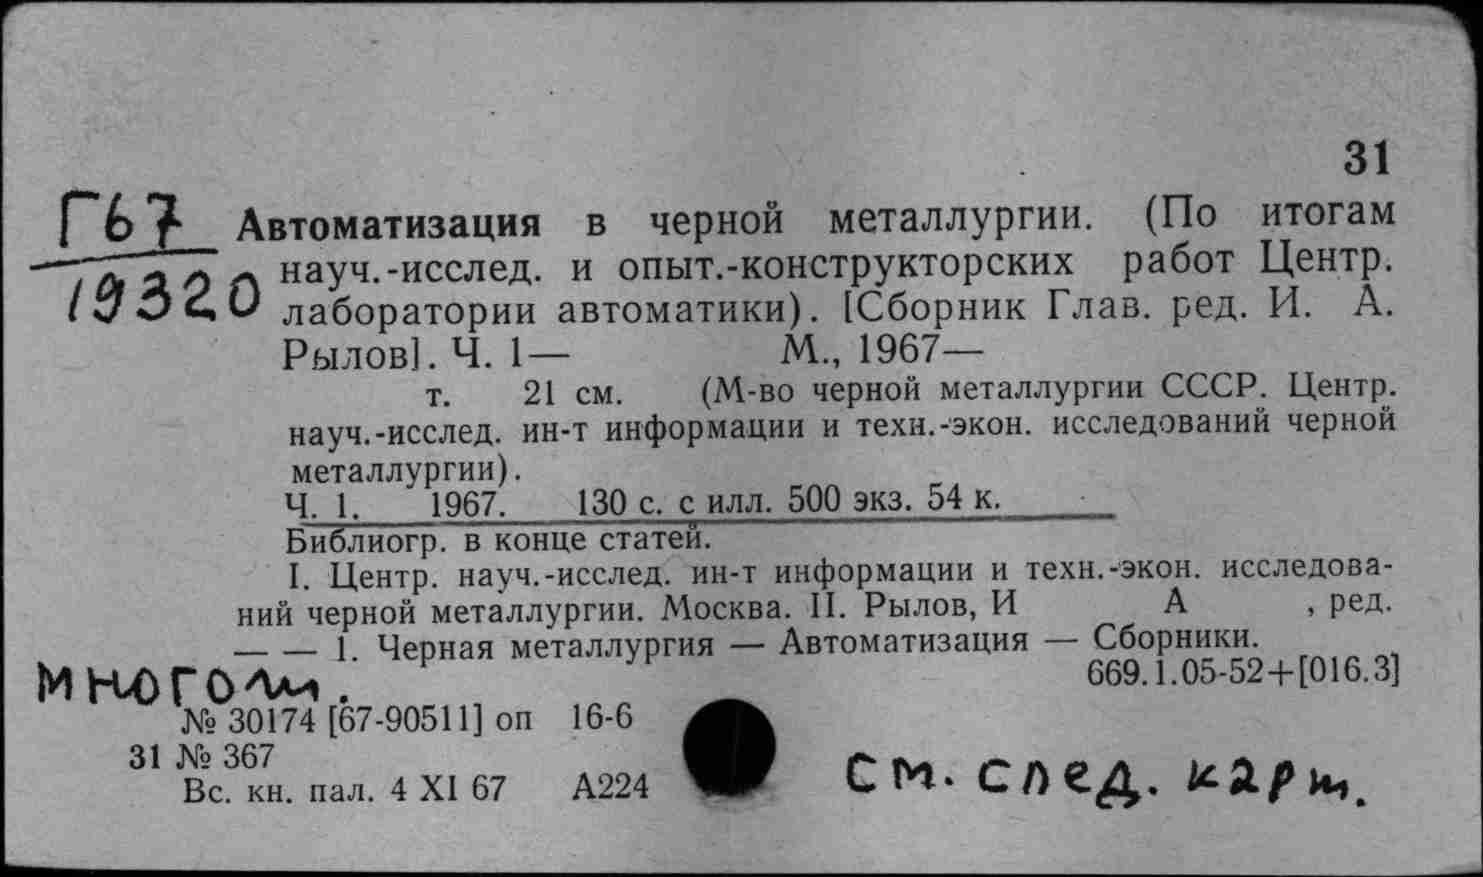 31
Г67 Автоматизация в черной металлургии. (По итогам
19320 науч.-исслед. и опыт.-конструкторских работ Центр.
лаборатории автоматики). [Сборник Глав. ред. И. А.
Рылов]. Ч. 1— М., 1967—
т. 21 см. (М-во черной металлургии СССР. Центр.
науч.-исслед. ин-т информации и техн.-экон. исследований черной
металлургии).
Ч. 1. 1967. 130 с. с илл. 500 экз. 54 к.
Библиогр. в конце статей.
I. Центр. науч.-исслед. ин-т информации и техн.-экон. исследова-
ний черной металлургии. Москва. II. Рылов, И А , ред.
— — 1. Черная металлургия — Автоматизация — Сборники.
669.1.05-52+[016.3]
многотом.
№ 30174 [67-90511] оп 16-6
31 № 367
Вс. кн. пал. 4 XI 67 А224
см. след. карт.